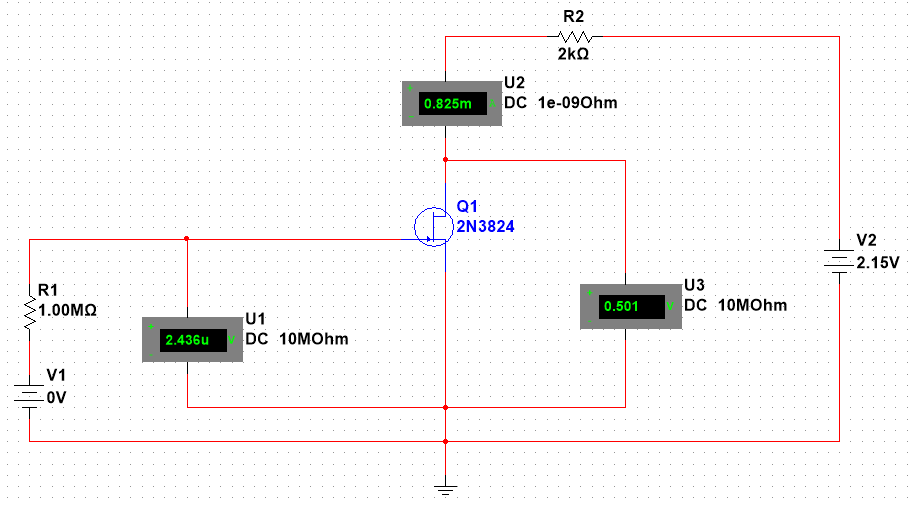 R2
2kΩ
U2
+
0.825m A
DC 1e-09Ohm
-
Q1
2N3824
V2
2.15V
U3
+
0.501 V
DC 10MOhm
-
R1
1.00MΩ
U1
+
2.436u V
DC 10MOhm
-
V1
0V